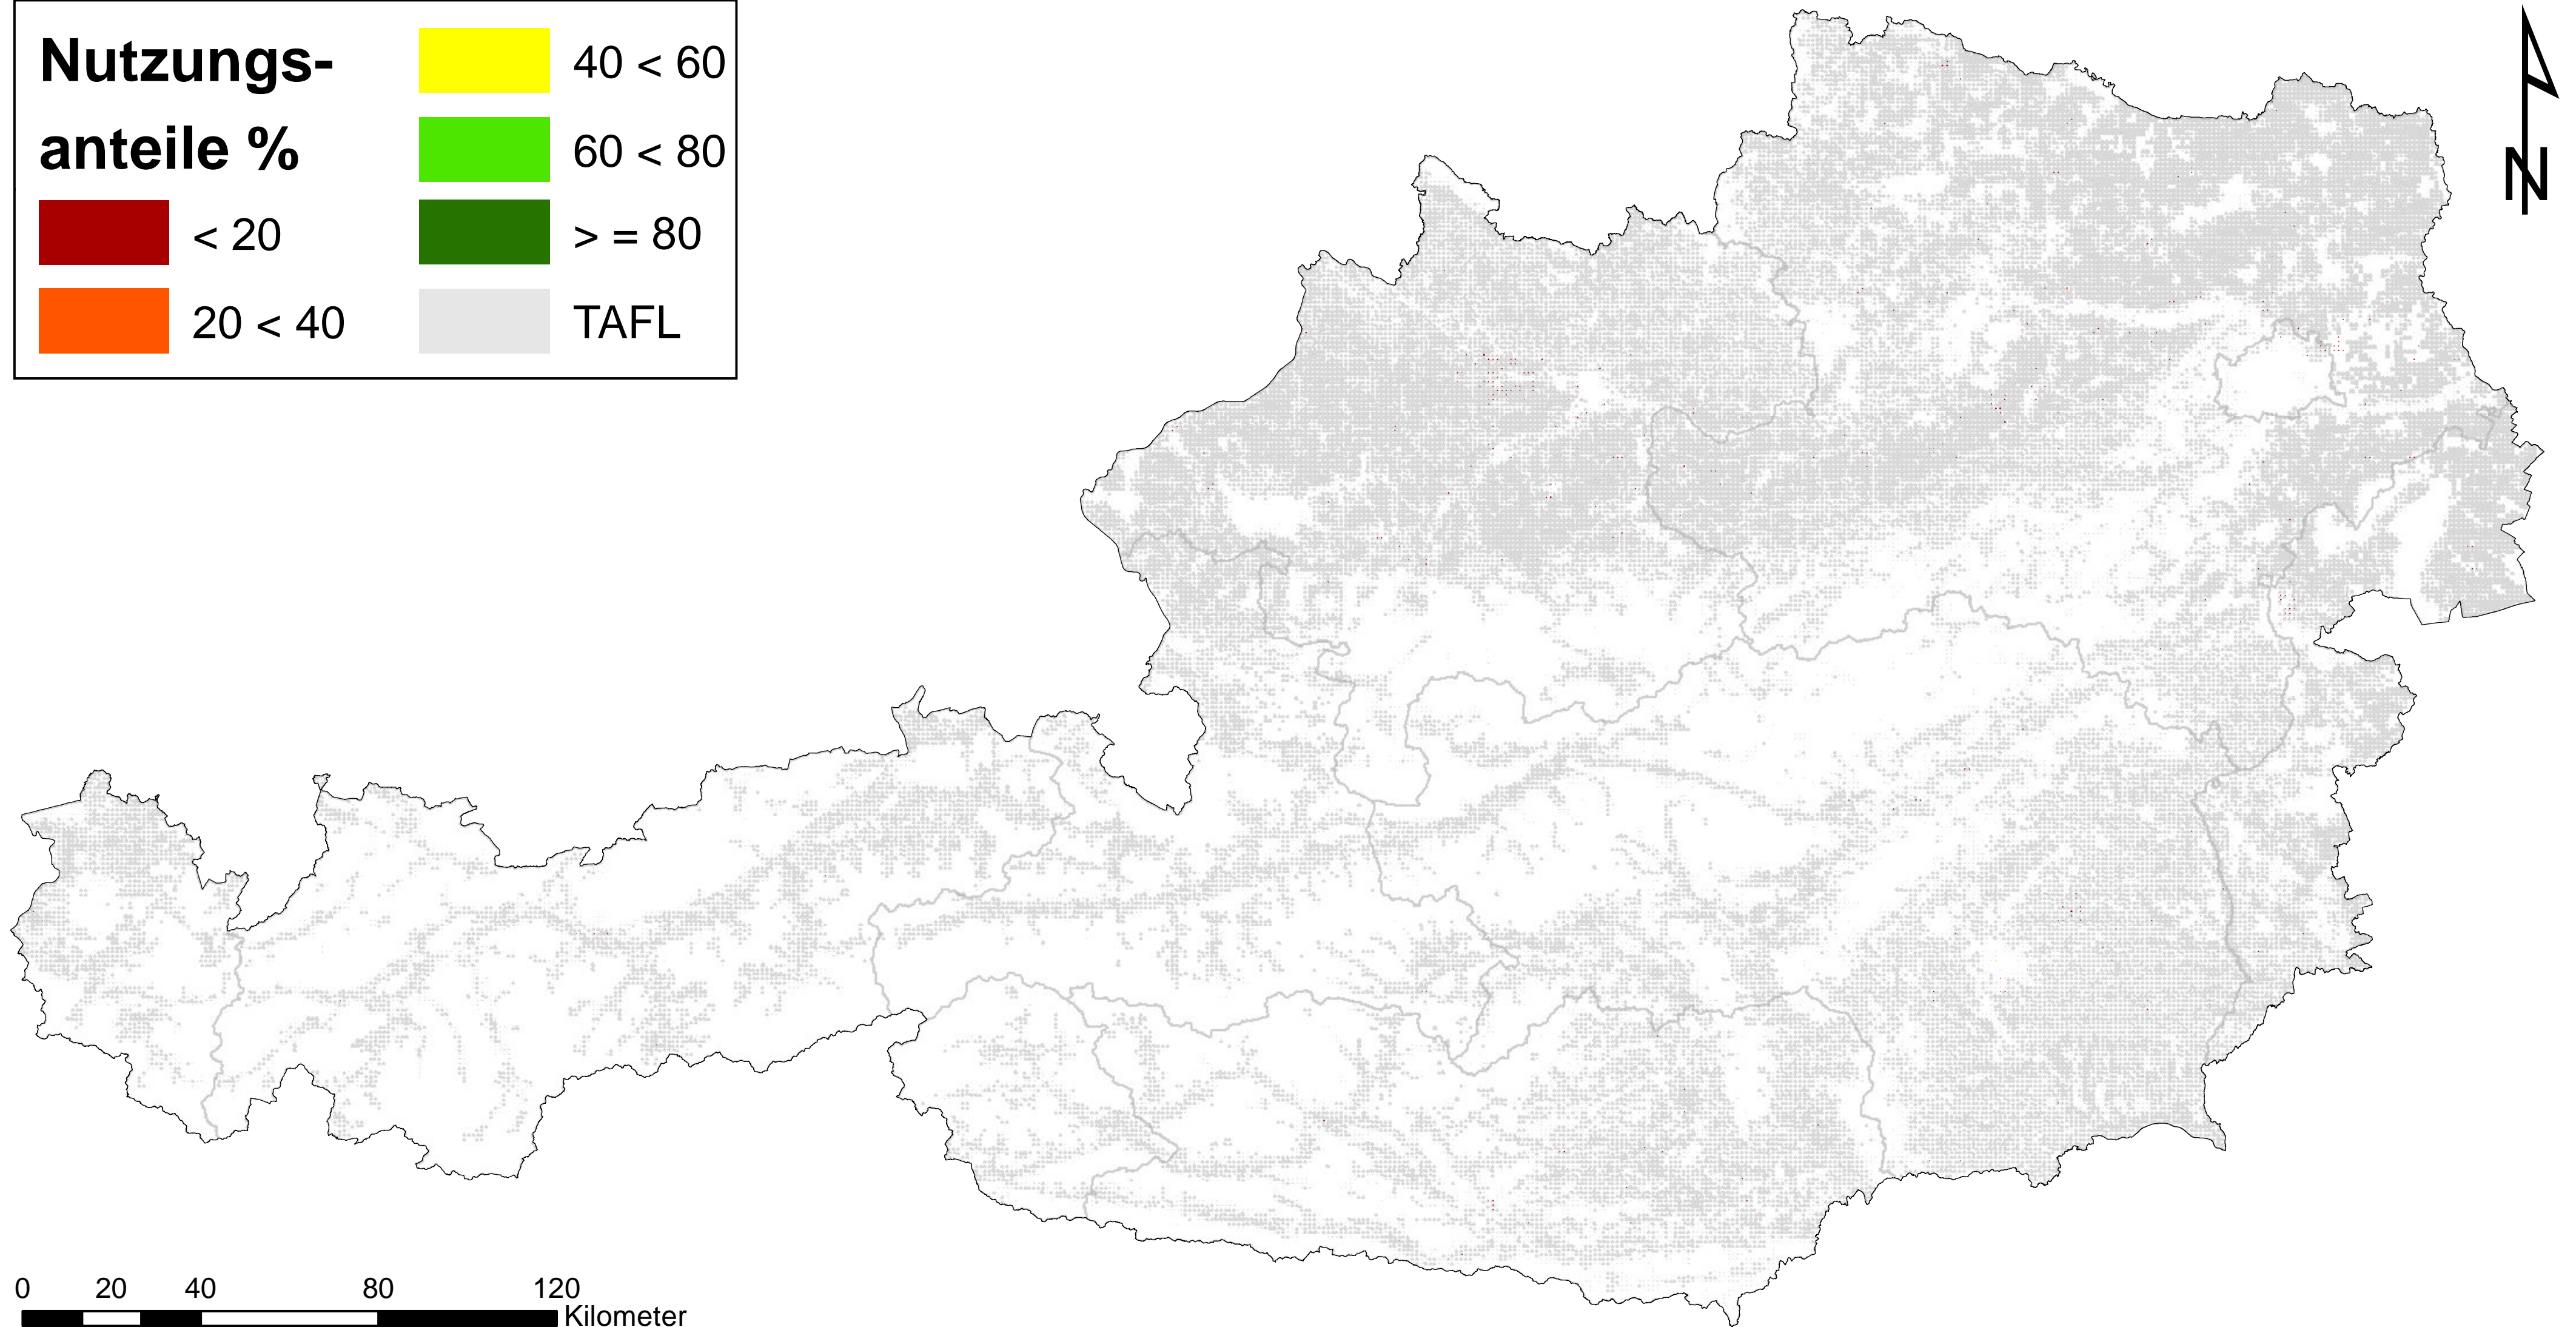 Nutzungs-
anteile %
< 20
20 < 40
40 < 60
60 < 80
> = 80
TAFL
N
0 20 40 80 120
Kilometer